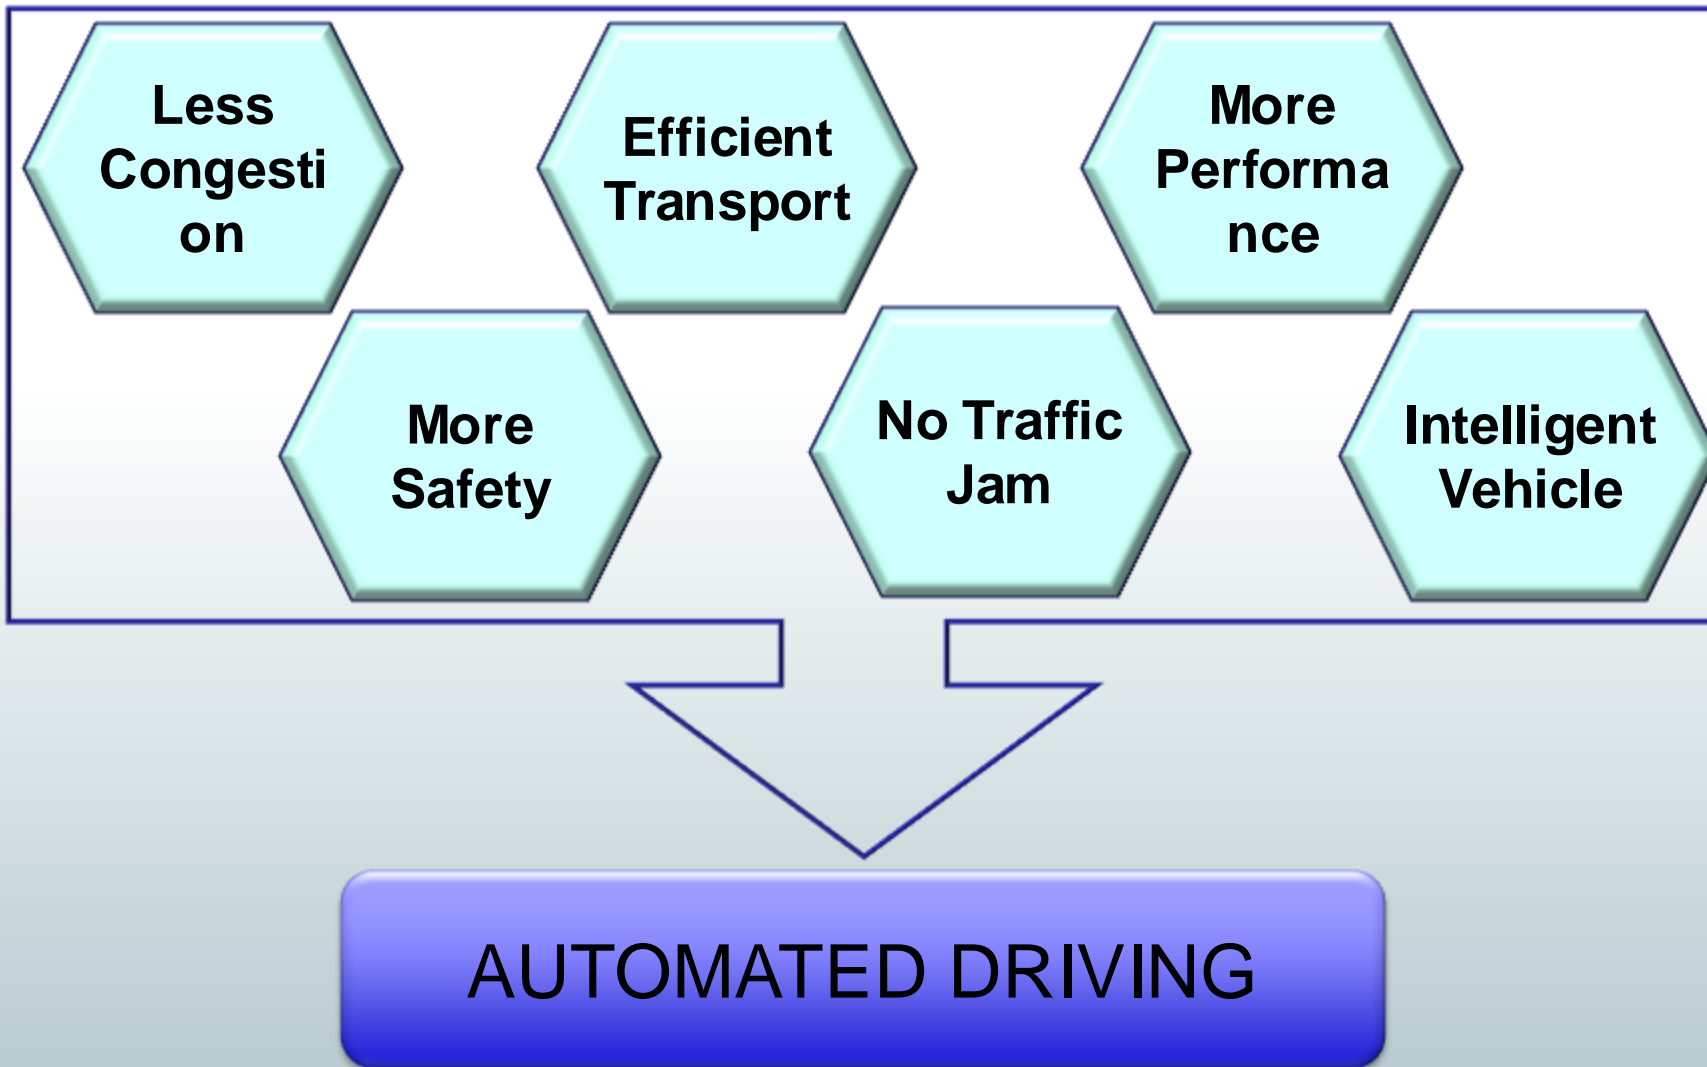 Less
Congesti
on
Efficient
Transport
More
Performa
nce
More
Safety
No Traffic
Jam
Intelligent
Vehicle
AUTOMATED DRIVING